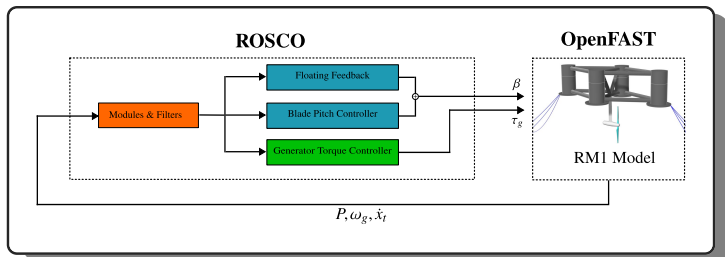 ROSCO
OpenFAST
Floating Feedback
Modules & Filters
Blade Pitch Controller
Generator Torque Controller
β
τg
RM1 Model
P, ωg, ẋt